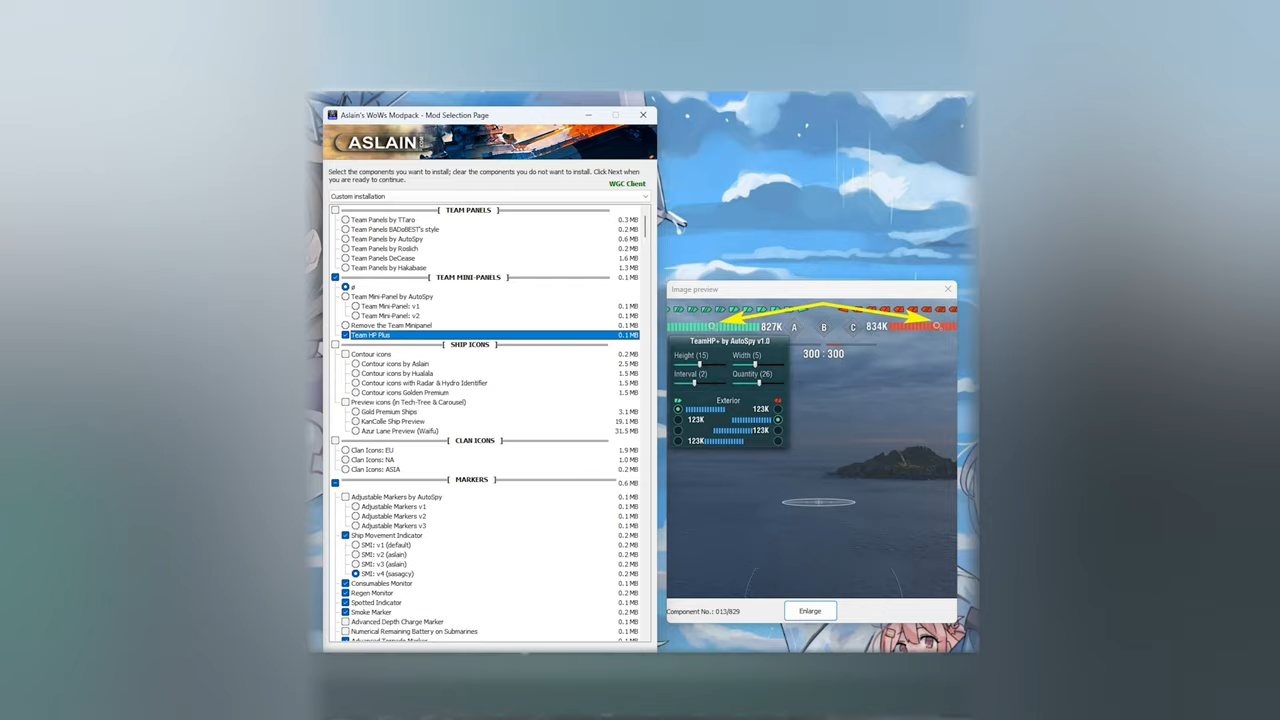 Aslain's WoWs Modpack - Mod Selection Page
ASLAIN.COM
Select the components you want to install; clear the components you do not want to install. Click Next when
you are ready to continue.
WGC Client
Custom installation
[ TEAM PANELS ]
Team Panels by TTaro 0.3 MB
Team Panels BADoBEST's style 0.2 MB
Team Panels by AutoSpy 0.6 MB
Team Panels by Roslich 0.2 MB
Team Panels DeCease 1.6 MB
Team Panels by Hakabase 1.3 MB
[ TEAM MINI-PANELS ] 0.1 MB
ø
Team Mini-Panel by AutoSpy
Team Mini-Panel: v1 0.1 MB
Team Mini-Panel: v2 0.1 MB
Remove the Team Minipanel 0.1 MB
Team HP Plus 0.1 MB
[ SHIP ICONS ]
Contour icons 0.2 MB
Contour icons by Aslain 2.5 MB
Contour icons by Hualala 1.5 MB
Contour icons with Radar & Hydro Identifier 1.5 MB
Contour icons Golden Premium 1.5 MB
Preview icons (in Tech-Tree & Carousel)
Gold Premium Ships 3.1 MB
KanColle Ship Preview 19.1 MB
Azur Lane Preview (Waifu) 31.5 MB
[ CLAN ICONS ]
Clan Icons: EU 1.9 MB
Clan Icons: NA 1.0 MB
Clan Icons: ASIA 0.2 MB
[ MARKERS ] 0.6 MB
Adjustable Markers by AutoSpy 0.1 MB
Adjustable Markers v1 0.1 MB
Adjustable Markers v2 0.1 MB
Adjustable Markers v3 0.1 MB
Ship Movement Indicator 0.2 MB
SMI: v1 (default) 0.2 MB
SMI: v2 (aslain) 0.2 MB
SMI: v3 (aslain) 0.2 MB
SMI: v4 (sasagcy) 0.2 MB
Consumables Monitor 0.1 MB
Regen Monitor 0.2 MB
Spotted Indicator 0.2 MB
Smoke Marker 0.2 MB
Advanced Depth Charge Marker 0.1 MB
Numerical Remaining Battery on Submarines 0.1 MB
Advanced Torpedo Marker 0.1 MB
Image preview
827K A B C 834K
300 : 300
TeamHP+ by AutoSpy v1.0
Height (15) Width (5)
Interval (2) Quantity (26)
Exterior
123K
123K
123K
123K
Component No.: 013/829
Enlarge